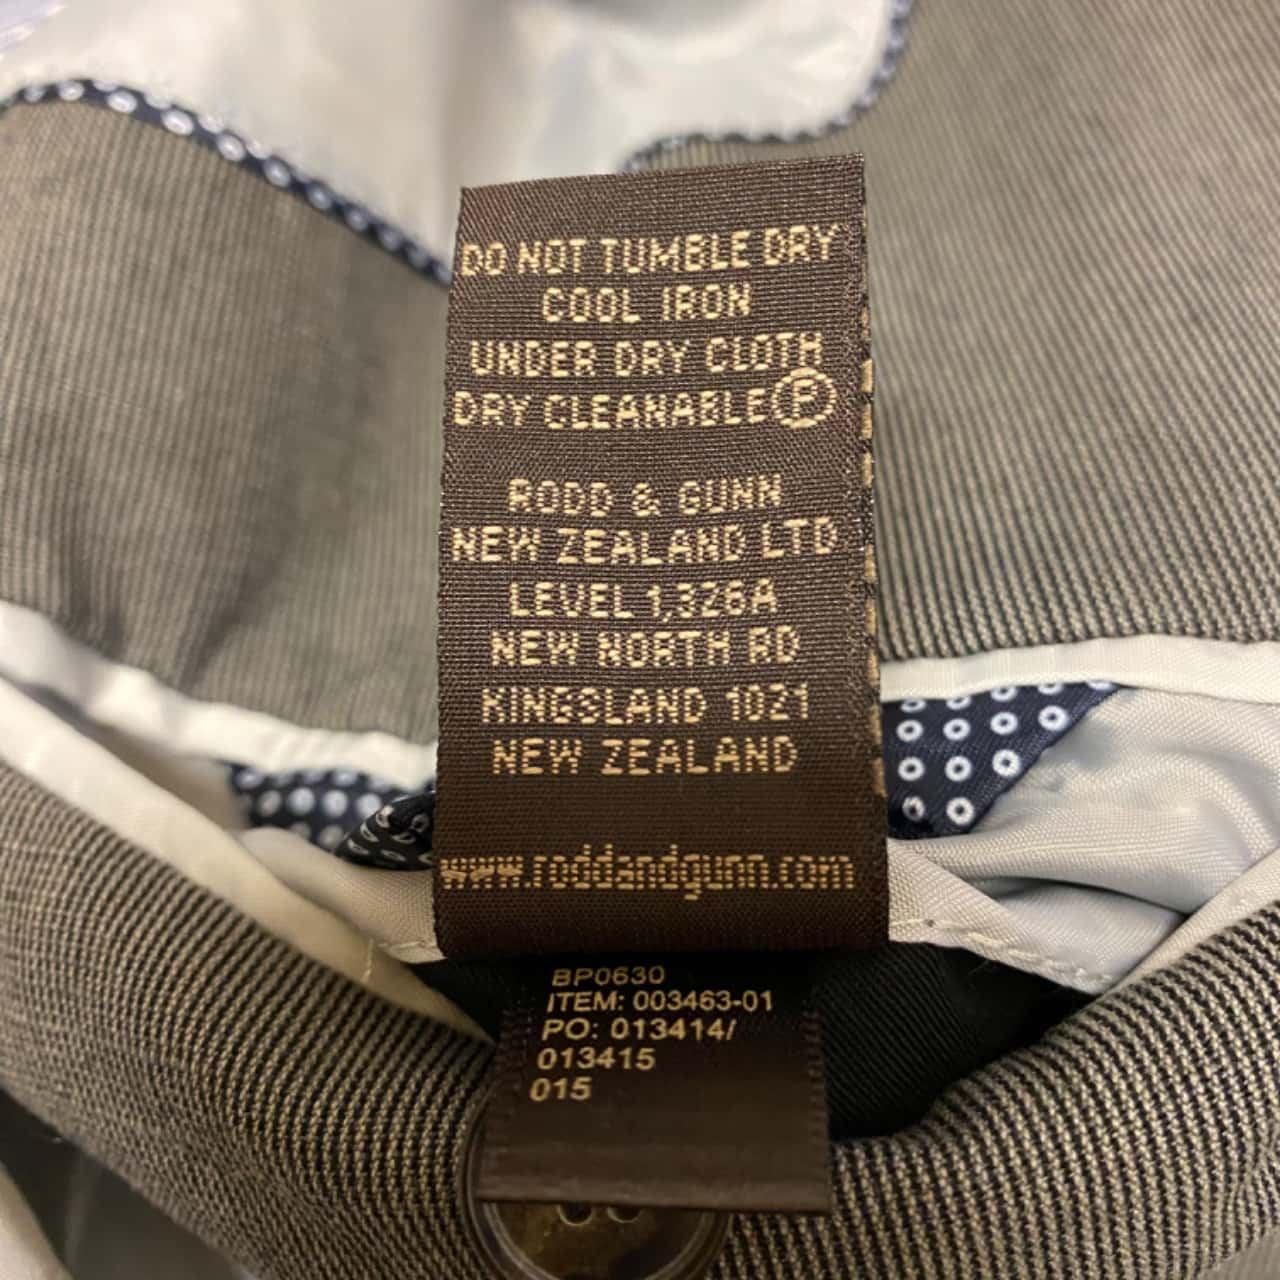 DO NOT TUMBLE DRY
COOL IRON
UNDER DRY CLOTH
DRY CLEANABLE Ⓟ
RODD & GUNN
NEW ZEALAND LTD
LEVEL 1,326A
NEW NORTH RD
KINGSLAND 1021
NEW ZEALAND
www.roddandgunn.com
BP0630
ITEM: 003463-01
PO: 013414/
013415
015